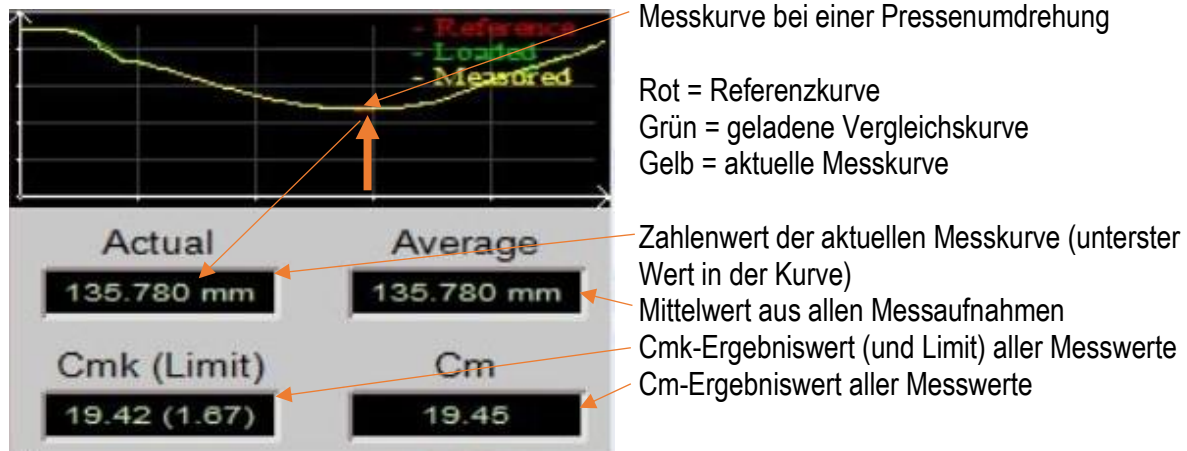 - Reference
- Loaded
- Measured
Messkurve bei einer Pressenumdrehung
Rot = Referenzkurve
Grün = geladene Vergleichskurve
Gelb = aktuelle Messkurve
Actual
Average
135.780 mm
135.780 mm
Zahlenwert der aktuellen Messkurve (unterster
Wert in der Kurve)
Mittelwert aus allen Messaufnahmen
Cmk (Limit)
Cm
19.42 (1.67)
19.45
Cmk-Ergebniswert (und Limit) aller Messwerte
Cm-Ergebniswert aller Messwerte